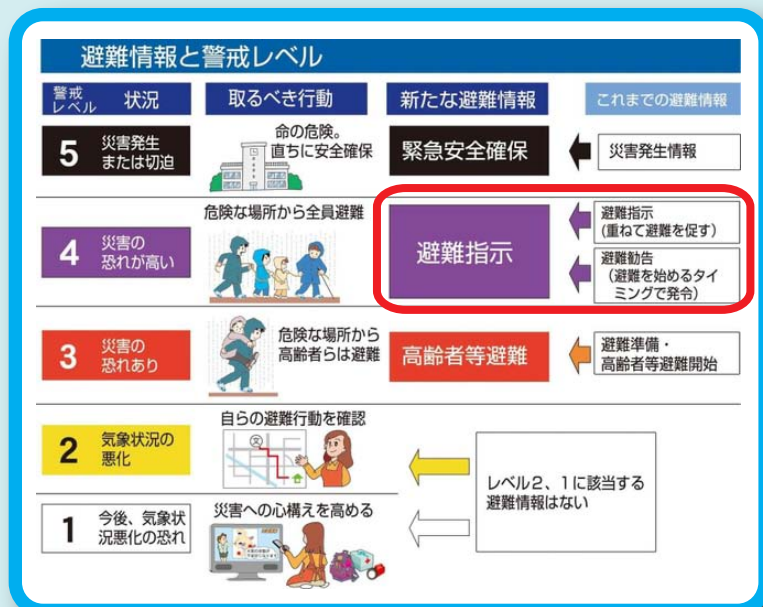 避難情報と警戒レベル
警戒
レベル
状況
取るべき行動
新たな避難情報
これまでの避難情報
5
災害発生
または切迫
命の危険。
直ちに安全確保
緊急安全確保
災害発生情報
4
災害の
恐れが高い
危険な場所から全員避難
避難指示
避難指示
(重ねて避難を促す)
避難勧告
(避難を始めるタイ
ミングで発令)
3
災害の
恐れあり
危険な場所から
高齢者らは避難
高齢者等避難
避難準備・
高齢者等避難開始
2
気象状況の
悪化
自らの避難行動を確認
文
レベル2、1に該当する
避難情報はない
1
今後、気象状
況悪化の恐れ
災害への心構えを高める